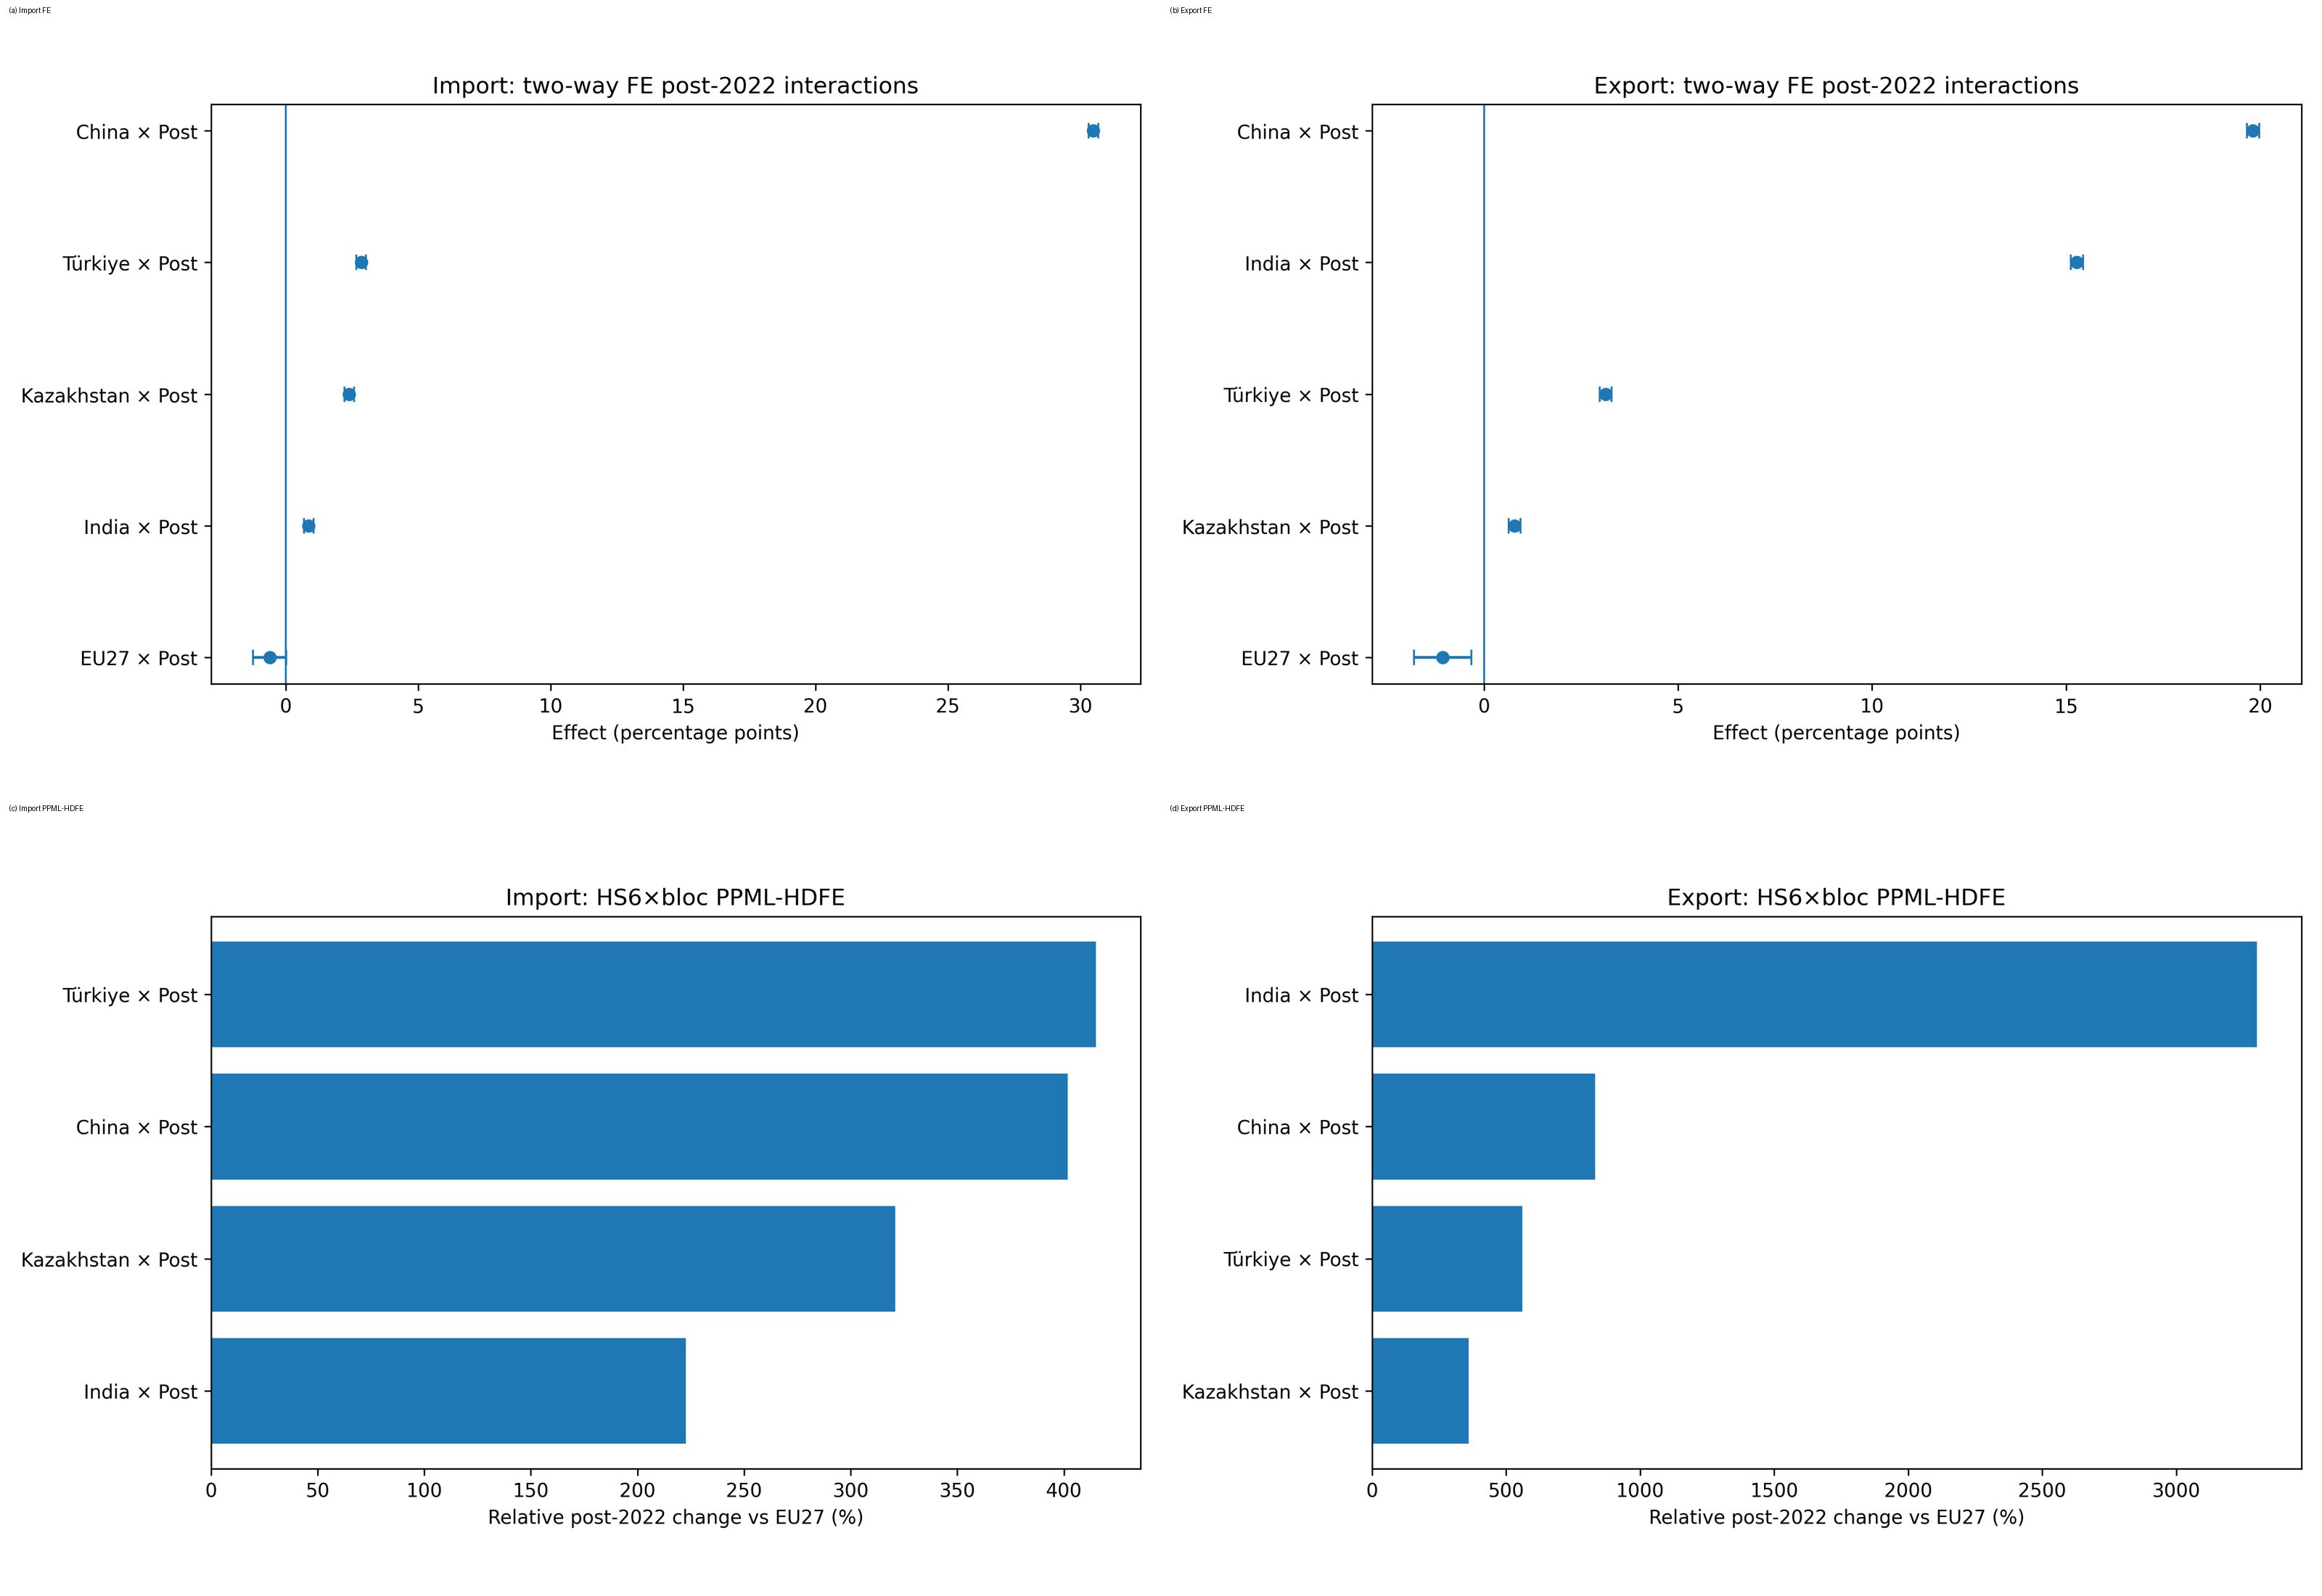 (a) Import FE
Import: two-way FE post-2022 interactions
China × Post
Türkiye × Post
Kazakhstan × Post
India × Post
EU27 × Post
0 5 10 15 20 25 30
Effect (percentage points)
(b) Export FE
Export: two-way FE post-2022 interactions
China × Post
India × Post
Türkiye × Post
Kazakhstan × Post
EU27 × Post
0 5 10 15 20
Effect (percentage points)
(c) Import PPML-HDFE
Import: HS6×bloc PPML-HDFE
Türkiye × Post
China × Post
Kazakhstan × Post
India × Post
0 50 100 150 200 250 300 350 400
Relative post-2022 change vs EU27 (%)
(d) Export PPML-HDFE
Export: HS6×bloc PPML-HDFE
India × Post
China × Post
Türkiye × Post
Kazakhstan × Post
0 500 1000 1500 2000 2500 3000
Relative post-2022 change vs EU27 (%)